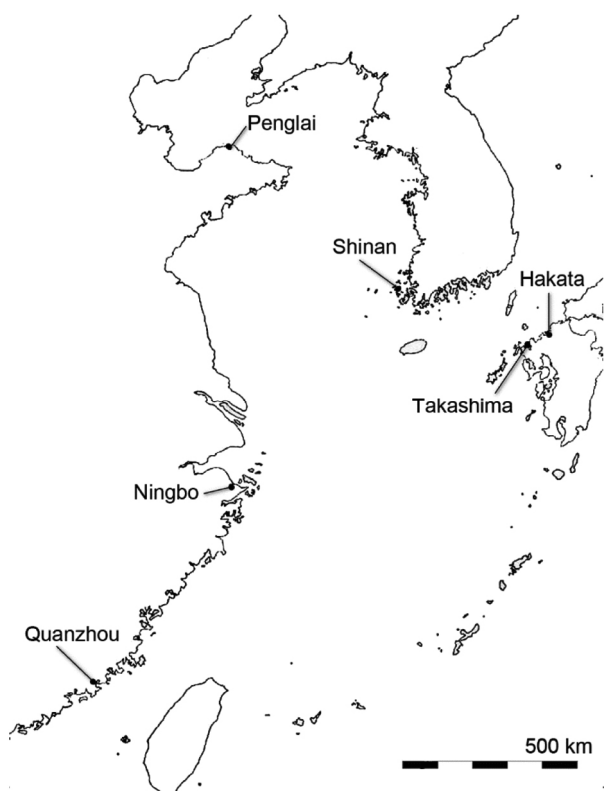 Penglai
Shinan
Hakata
Takashima
Ningbo
Quanzhou
500 km